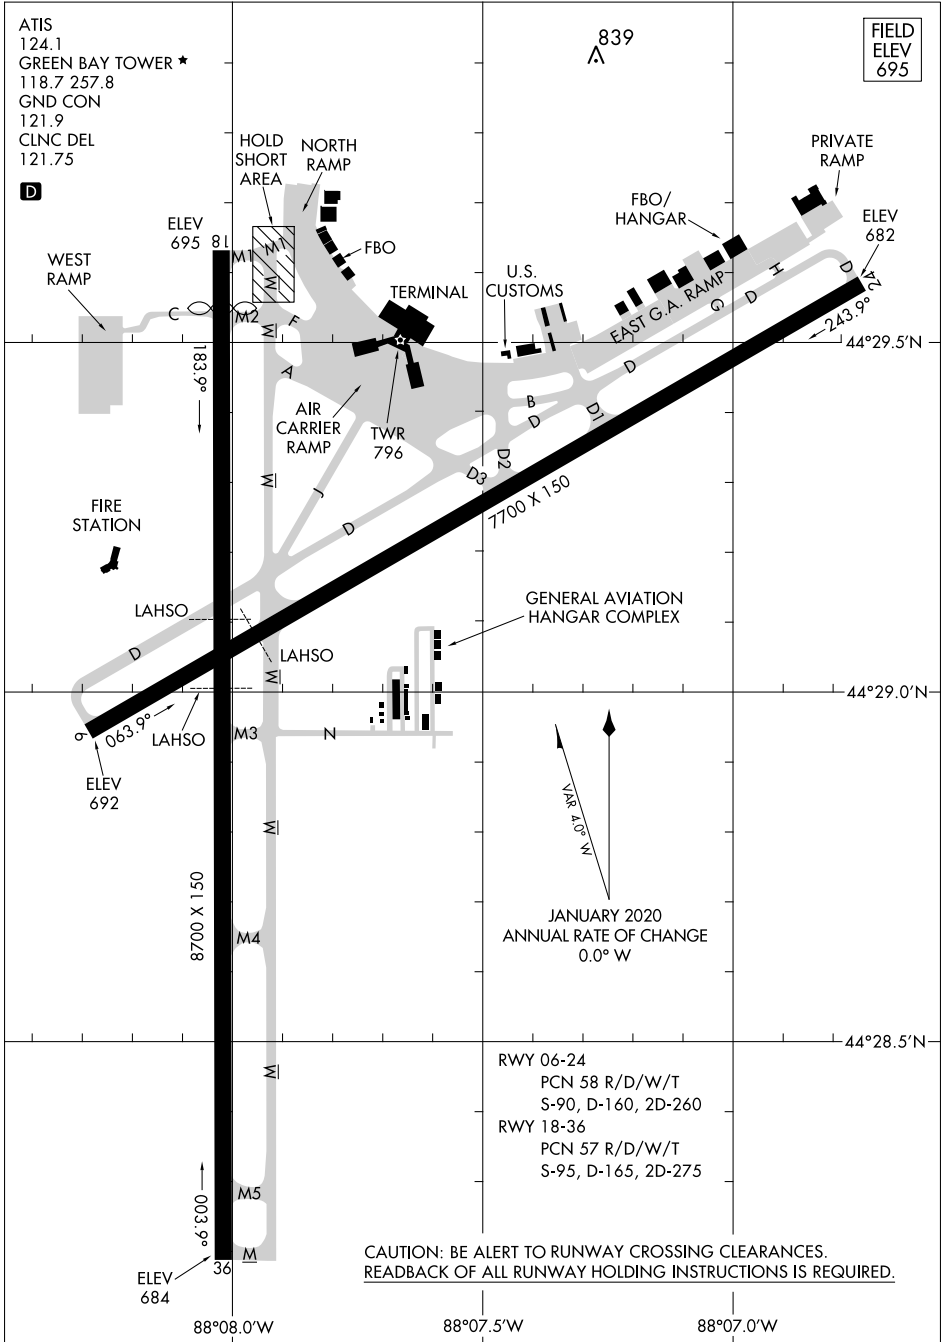 ATIS
124.1
GREEN BAY TOWER ★
118.7 257.8
GND CON
121.9
CLNC DEL
121.75
D
839
FIELD
ELEV
695
HOLD
SHORT
AREA
NORTH
RAMP
PRIVATE
RAMP
FBO/
HANGAR
ELEV
682
ELEV
695
18
M1
M1
M
FBO
WEST
RAMP
TERMINAL
U.S.
CUSTOMS
EAST G.A. RAMP
H
G
D
D
24
243.9°
C
M2
M
F
44°29.5'N
183.9°
A
D
AIR
CARRIER
RAMP
TWR
796
B
D
D1
D2
D3
M
J
D
7700 X 150
FIRE
STATION
LAHSO
GENERAL AVIATION
HANGAR COMPLEX
D
LAHSO
M
44°29.0'N
6
063.9°
LAHSO
M3
N
ELEV
692
VAR 4.0° W
M
8700 X 150
M4
JANUARY 2020
ANNUAL RATE OF CHANGE
0.0° W
44°28.5'N
M
RWY 06-24
PCN 58 R/D/W/T
S-90, D-160, 2D-260
RWY 18-36
PCN 57 R/D/W/T
S-95, D-165, 2D-275
003.9°
M5
M
36
ELEV
684
CAUTION: BE ALERT TO RUNWAY CROSSING CLEARANCES.
READBACK OF ALL RUNWAY HOLDING INSTRUCTIONS IS REQUIRED.
88°08.0'W
88°07.5'W
88°07.0'W